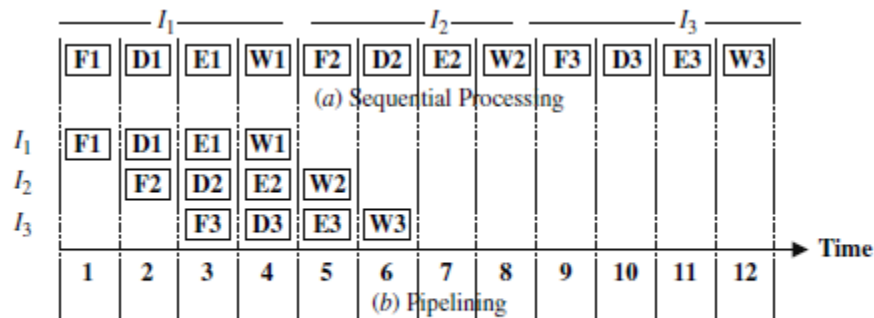 I1 I2 I3
F1 D1 E1 W1 F2 D2 E2 W2 F3 D3 E3 W3
(a) Sequential Processing
I1 F1 D1 E1 W1
I2 F2 D2 E2 W2
I3 F3 D3 E3 W3
Time
1 2 3 4 5 6 7 8 9 10 11 12
(b) Pipelining